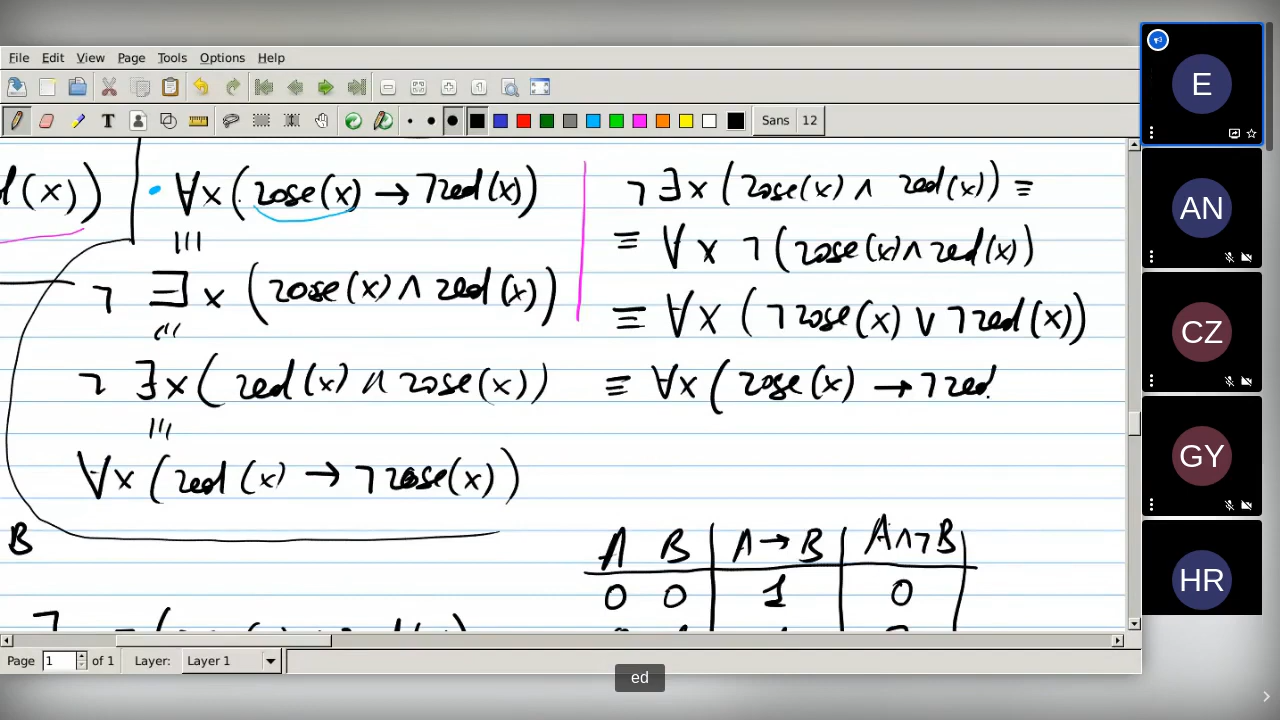 File Edit View Page Tools Options Help
Sans 12
d(x))
∀x(rose(x) → ¬red(x))
≡
¬ ∃x (rose(x) ∧ red(x))
≡
¬ ∃x (red(x) ∧ rose(x))
≡
∀x (red(x) → ¬rose(x))
B
¬∃x (rose(x) ∧ red(x)) ≡
≡ ∀x ¬(rose(x) ∧ red(x))
≡ ∀x (¬rose(x) ∨ ¬red(x))
≡ ∀x (rose(x) → ¬red
A B A → B A∧¬B
0 0 1 0
Page 1 of 1 Layer: Layer 1
ed
E
AN
CZ
GY
HR